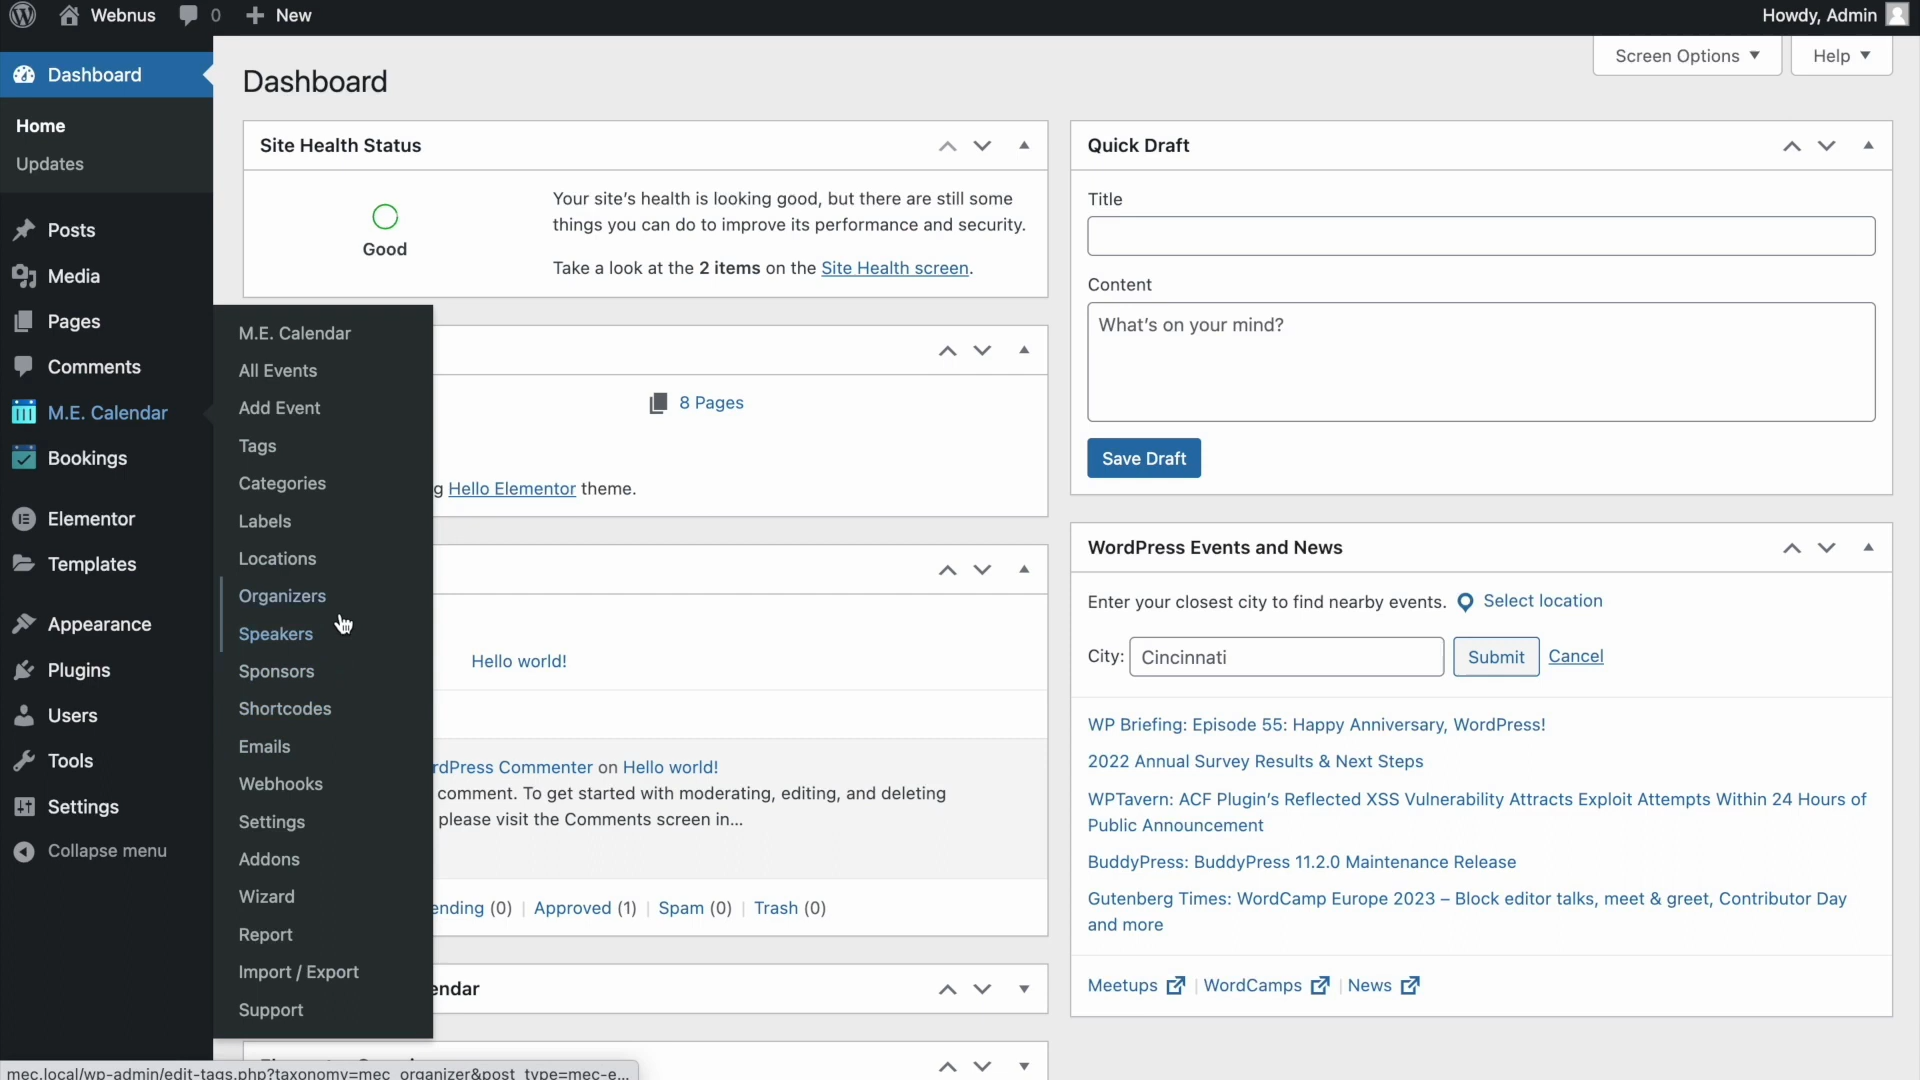 Webnus
0
New
Howdy, Admin
Screen Options
Help
Dashboard
Home
Updates
Posts
Media
Pages
Comments
M.E. Calendar
Bookings
Elementor
Templates
Appearance
Plugins
Users
Tools
Settings
Collapse menu
M.E. Calendar
All Events
Add Event
Tags
Categories
Labels
Locations
Organizers
Speakers
Sponsors
Shortcodes
Emails
Webhooks
Settings
Addons
Wizard
Report
Import / Export
Support
Dashboard
Site Health Status
Good
Your site's health is looking good, but there are still some
things you can do to improve its performance and security.
Take a look at the 2 items on the Site Health screen.
8 Pages
g Hello Elementor theme.
Hello world!
rdPress Commenter on Hello world!
comment. To get started with moderating, editing, and deleting
please visit the Comments screen in...
ending (0) | Approved (1) | Spam (0) | Trash (0)
endar
Quick Draft
Title
Content
What's on your mind?
Save Draft
WordPress Events and News
Enter your closest city to find nearby events. Select location
City: Cincinnati Submit Cancel
WP Briefing: Episode 55: Happy Anniversary, WordPress!
2022 Annual Survey Results & Next Steps
WPTavern: ACF Plugin's Reflected XSS Vulnerability Attracts Exploit Attempts Within 24 Hours of
Public Announcement
BuddyPress: BuddyPress 11.2.0 Maintenance Release
Gutenberg Times: WordCamp Europe 2023 – Block editor talks, meet & greet, Contributor Day
and more
Meetups | WordCamps | News
mec.local/wp-admin/edit-tags.php?taxonomy=mec_organizer&post_type=mec-e...